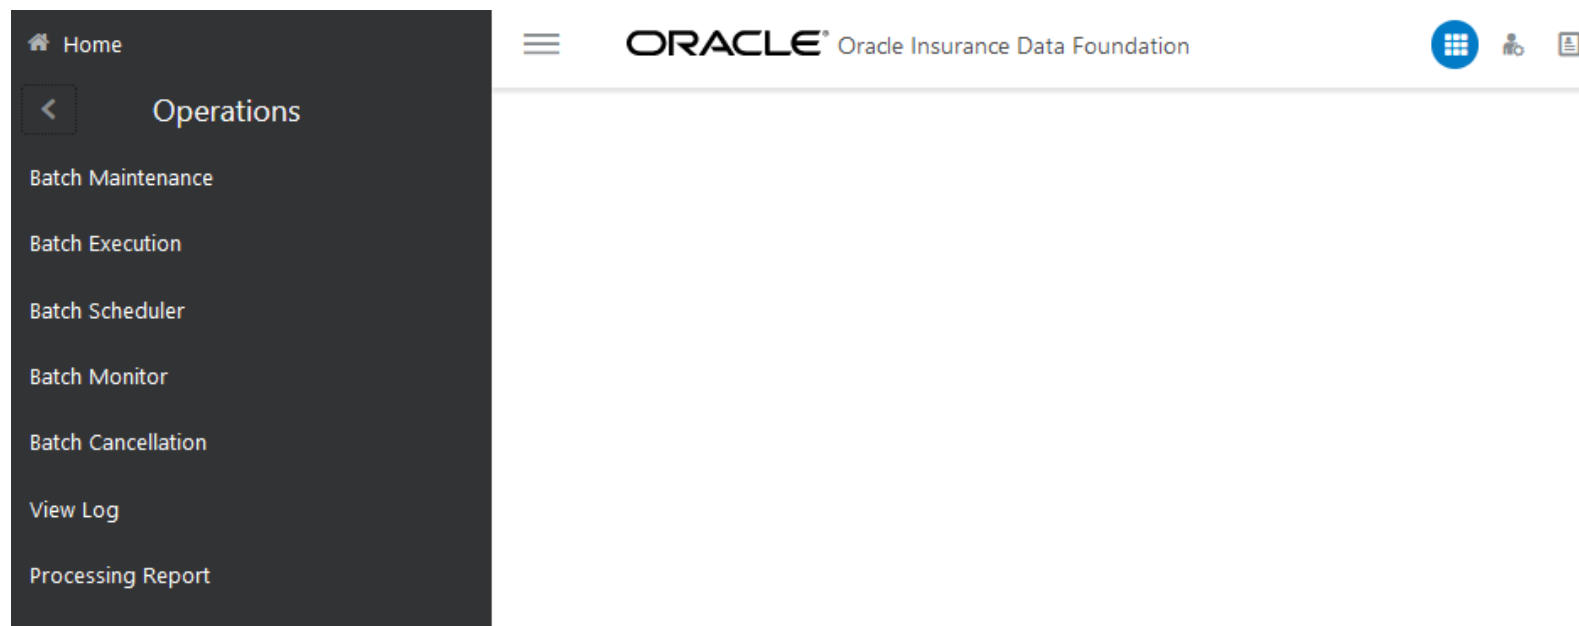 Home
ORACLE® Oracle Insurance Data Foundation
Operations
Batch Maintenance
Batch Execution
Batch Scheduler
Batch Monitor
Batch Cancellation
View Log
Processing Report